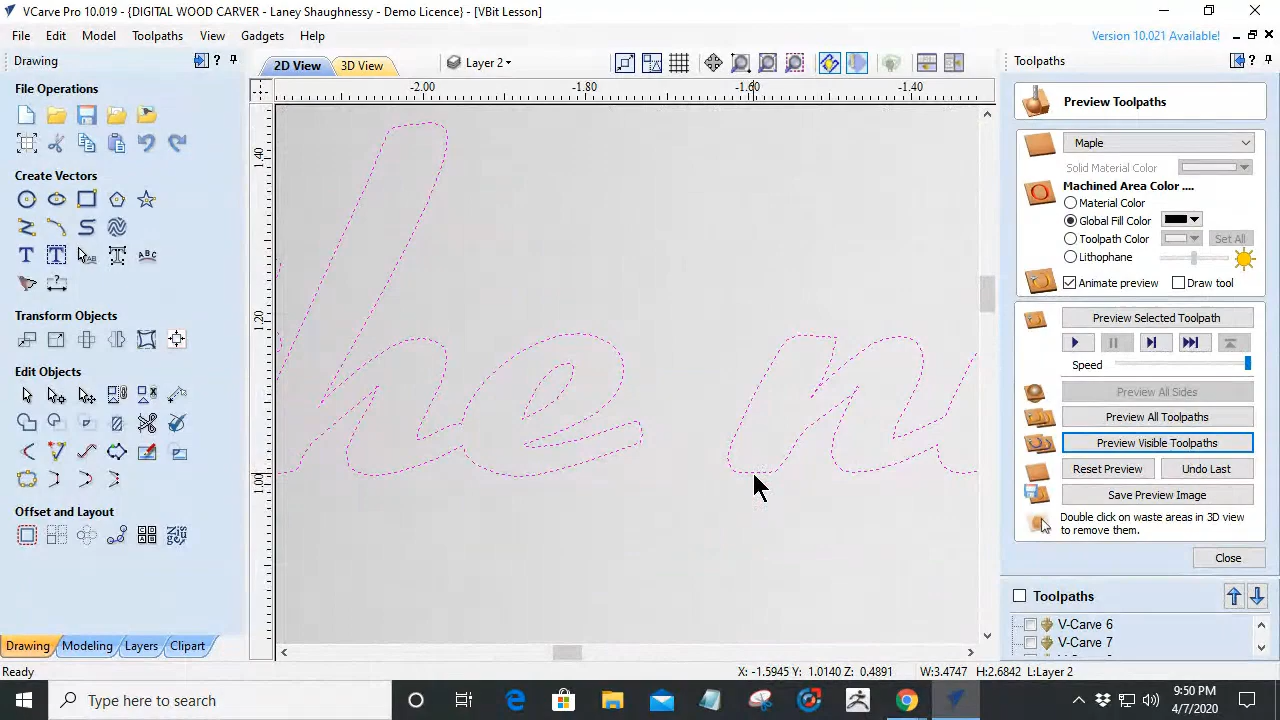 VCarve Pro 10.019 - {DIGITAL WOOD CARVER - Laney Shaughnessy - Demo Licence} - [VBit Lesson]
File Edit Model Toolpaths View Gadgets Help
Version 10.021 Available!
Drawing
2D View 3D View Layer 2
Toolpaths
File Operations
-2.00 -1.80 -1.60 -1.40
Preview Toolpaths
Maple
Solid Material Color
1.40
Create Vectors
Machined Area Color ....
Material Color
Global Fill Color
Toolpath Color Set All
Lithophane
Animate preview Draw tool
Transform Objects
1.20
Preview Selected Toolpath
Speed
Edit Objects
he n
Preview All Sides
Preview All Toolpaths
Preview Visible Toolpaths
1.00
Reset Preview Undo Last
Save Preview Image
Offset and Layout
Double click on waste areas in 3D view
to remove them.
Close
Toolpaths
V-Carve 6
V-Carve 7
Drawing Modeling Layers Clipart
Ready
X: -1.5945 Y: 1.0140 Z: 0.4891 W:3.4747 H:2.6842 L:Layer 2
Type here to search
9:50 PM
4/7/2020